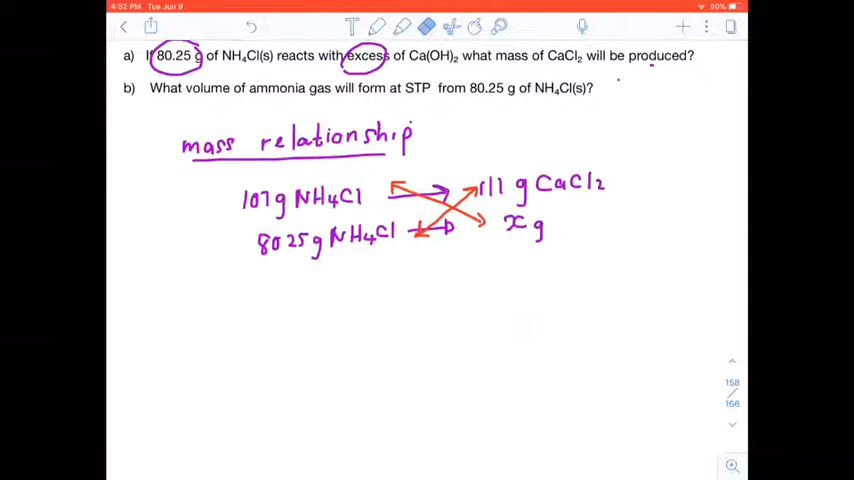 4:52 PM Tue Jun 9
50%
a) If 80.25 g of NH₄Cl(s) reacts with excess of Ca(OH)₂ what mass of CaCl₂ will be produced?
b) What volume of ammonia gas will form at STP from 80.25 g of NH₄Cl(s)?
mass relationship
107g NH4Cl 111 g CaCl2
80 25g NH4Cl x g
158
166